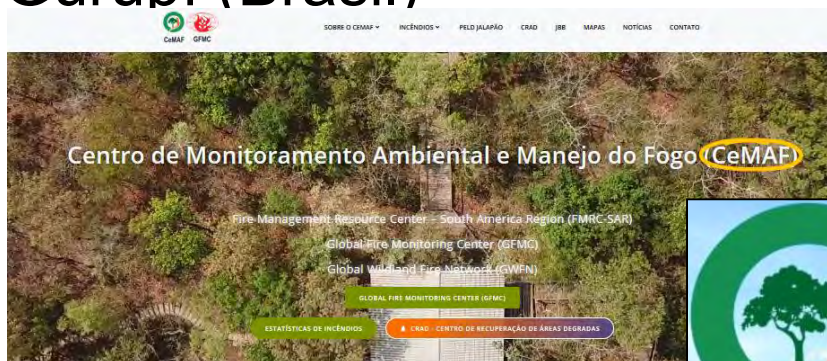 Gurupi (Brasil)
CeMAF GFMC
SOBRE O CEMAF INCÊNDIOS PELD JALAPÃO CRAD JBB MAPAS NOTÍCIAS CONTATO
Centro de Monitoramento Ambiental e Manejo do Fogo (CeMAF)
Fire Management Resource Center - South America Region (FMRC-SAR)
Global Fire Monitoring Center (GFMC)
Global Wildland Fire Network (GWFN)
GLOBAL FIRE MONITORING CENTER (GFMC)
ESTATÍSTICAS DE INCÊNDIOS CRAD - CENTRO DE RECUPERAÇÃO DE ÁREAS DEGRADADAS